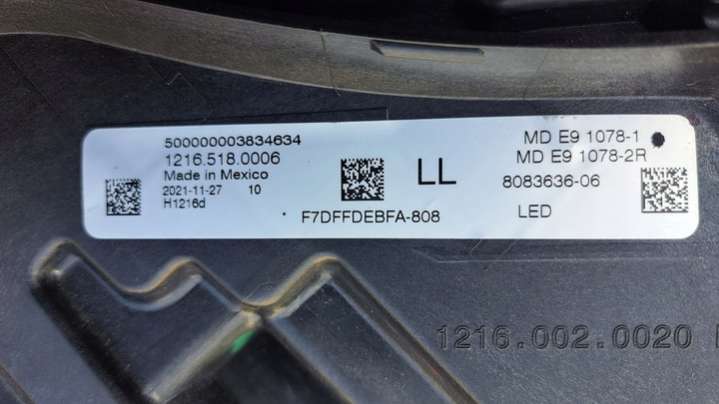 500000003834634
1216.518.0006
Made in Mexico
2021-11-27 10
H1216d
LL
F7DFFDEBFA-808
MD E9 1078-1
MD E9 1078-2R
8083636-06
LED
1216.002.0020